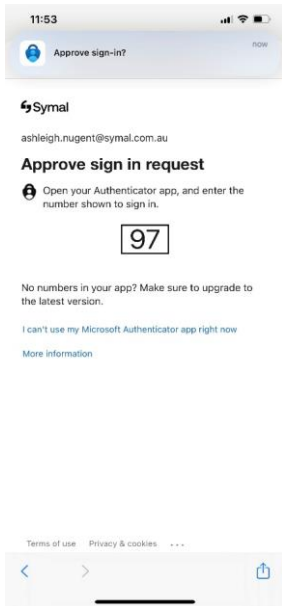 11:53
Approve sign-in?
now
Symal
ashleigh.nugent@symal.com.au
Approve sign in request
Open your Authenticator app, and enter the
number shown to sign in.
97
No numbers in your app? Make sure to upgrade to
the latest version.
I can't use my Microsoft Authenticator app right now
More information
Terms of use Privacy & cookies ...